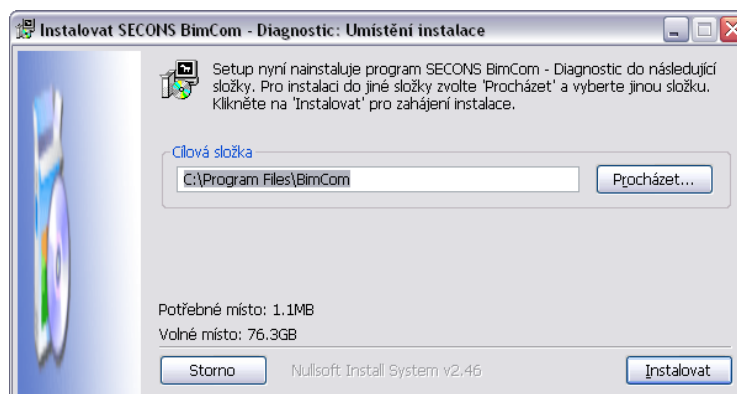 Instalovat SECONS BimCom - Diagnostic: Umístění instalace
Setup nyní nainstaluje program SECONS BimCom - Diagnostic do následující
složky. Pro instalaci do jiné složky zvolte 'Procházet' a vyberte jinou složku.
Klikněte na 'Instalovat' pro zahájení instalace.
Cílová složka
C:\Program Files\BimCom
Procházet...
Potřebné místo: 1.1MB
Volné místo: 76.3GB
Storno
Nullsoft Install System v2.46
Instalovat